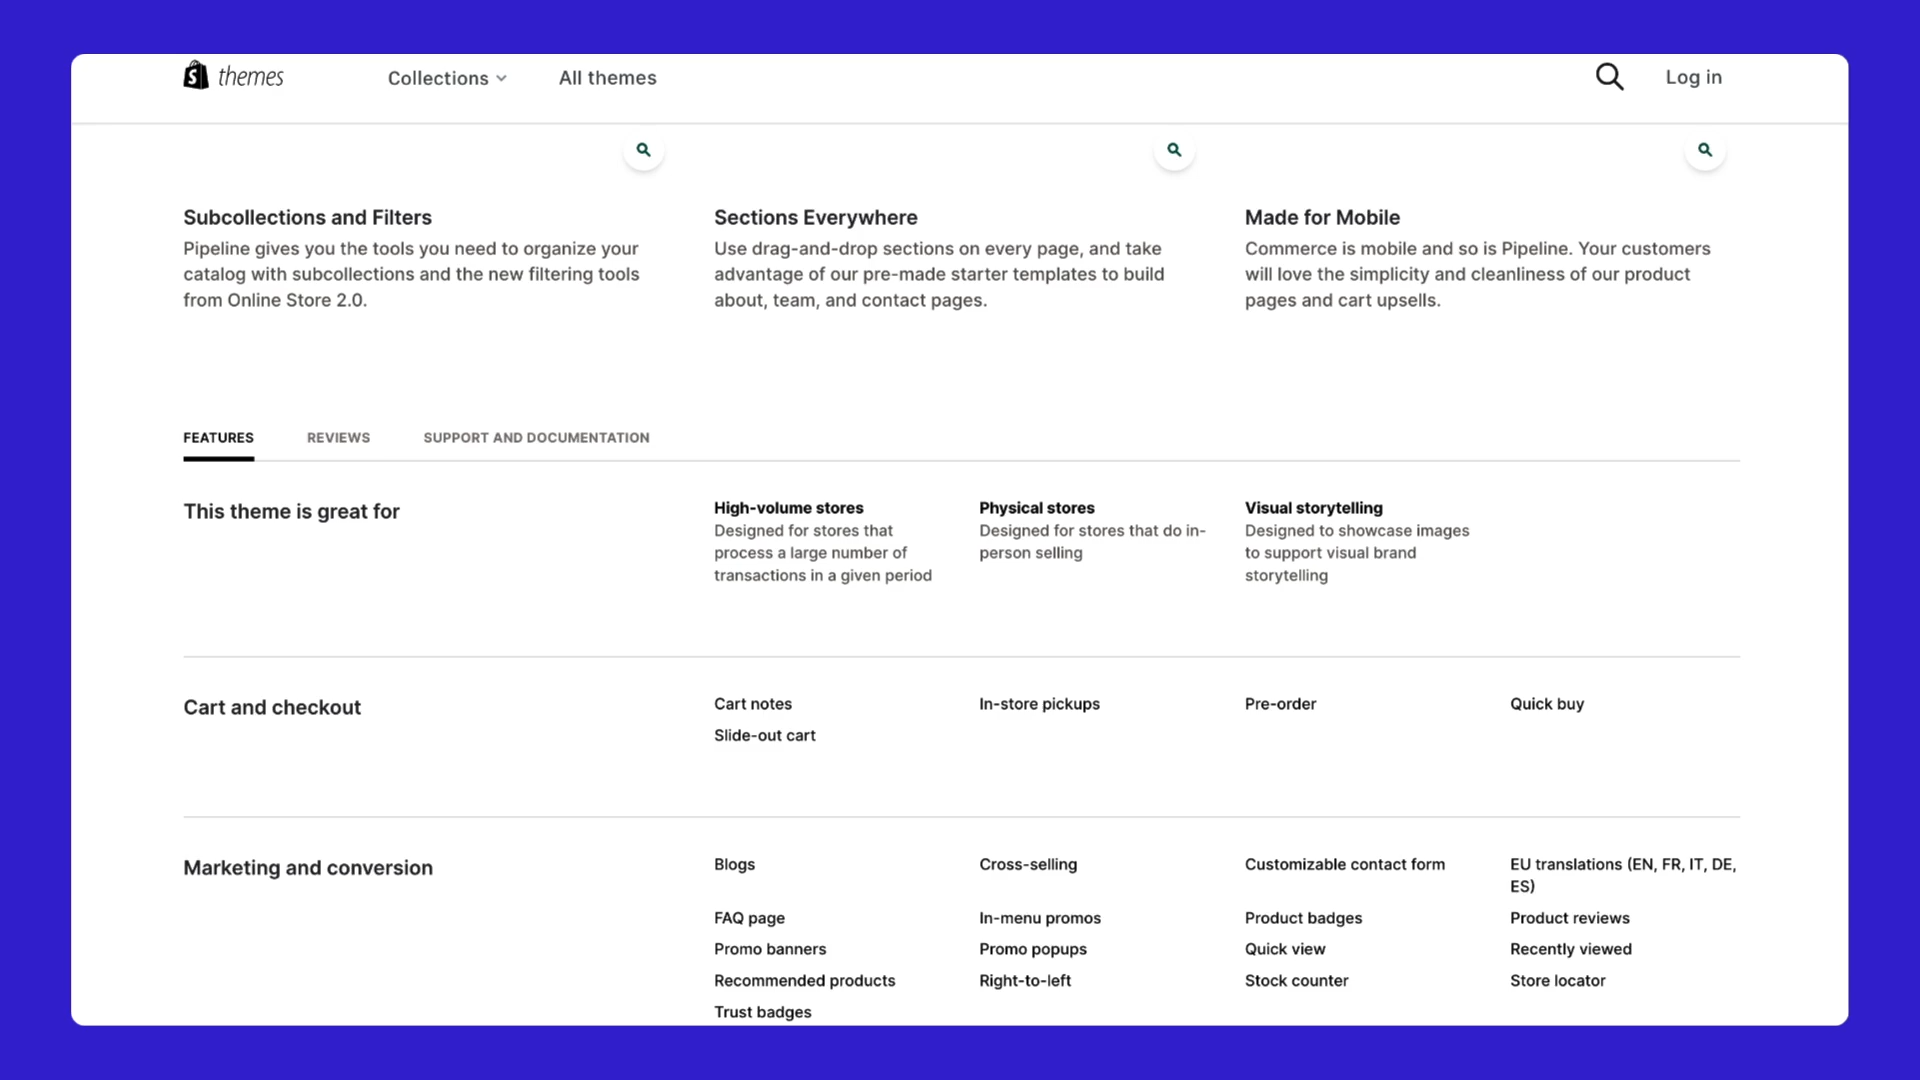 themes
Collections
All themes
Log in
Subcollections and Filters
Pipeline gives you the tools you need to organize your
catalog with subcollections and the new filtering tools
from Online Store 2.0.
Sections Everywhere
Use drag-and-drop sections on every page, and take
advantage of our pre-made starter templates to build
about, team, and contact pages.
Made for Mobile
Commerce is mobile and so is Pipeline. Your customers
will love the simplicity and cleanliness of our product
pages and cart upsells.
FEATURES
REVIEWS
SUPPORT AND DOCUMENTATION
This theme is great for
High-volume stores
Designed for stores that
process a large number of
transactions in a given period
Physical stores
Designed for stores that do in-
person selling
Visual storytelling
Designed to showcase images
to support visual brand
storytelling
Cart and checkout
Cart notes
In-store pickups
Pre-order
Quick buy
Slide-out cart
Marketing and conversion
Blogs
Cross-selling
Customizable contact form
EU translations (EN, FR, IT, DE,
ES)
FAQ page
In-menu promos
Product badges
Product reviews
Promo banners
Promo popups
Quick view
Recently viewed
Recommended products
Right-to-left
Stock counter
Store locator
Trust badges